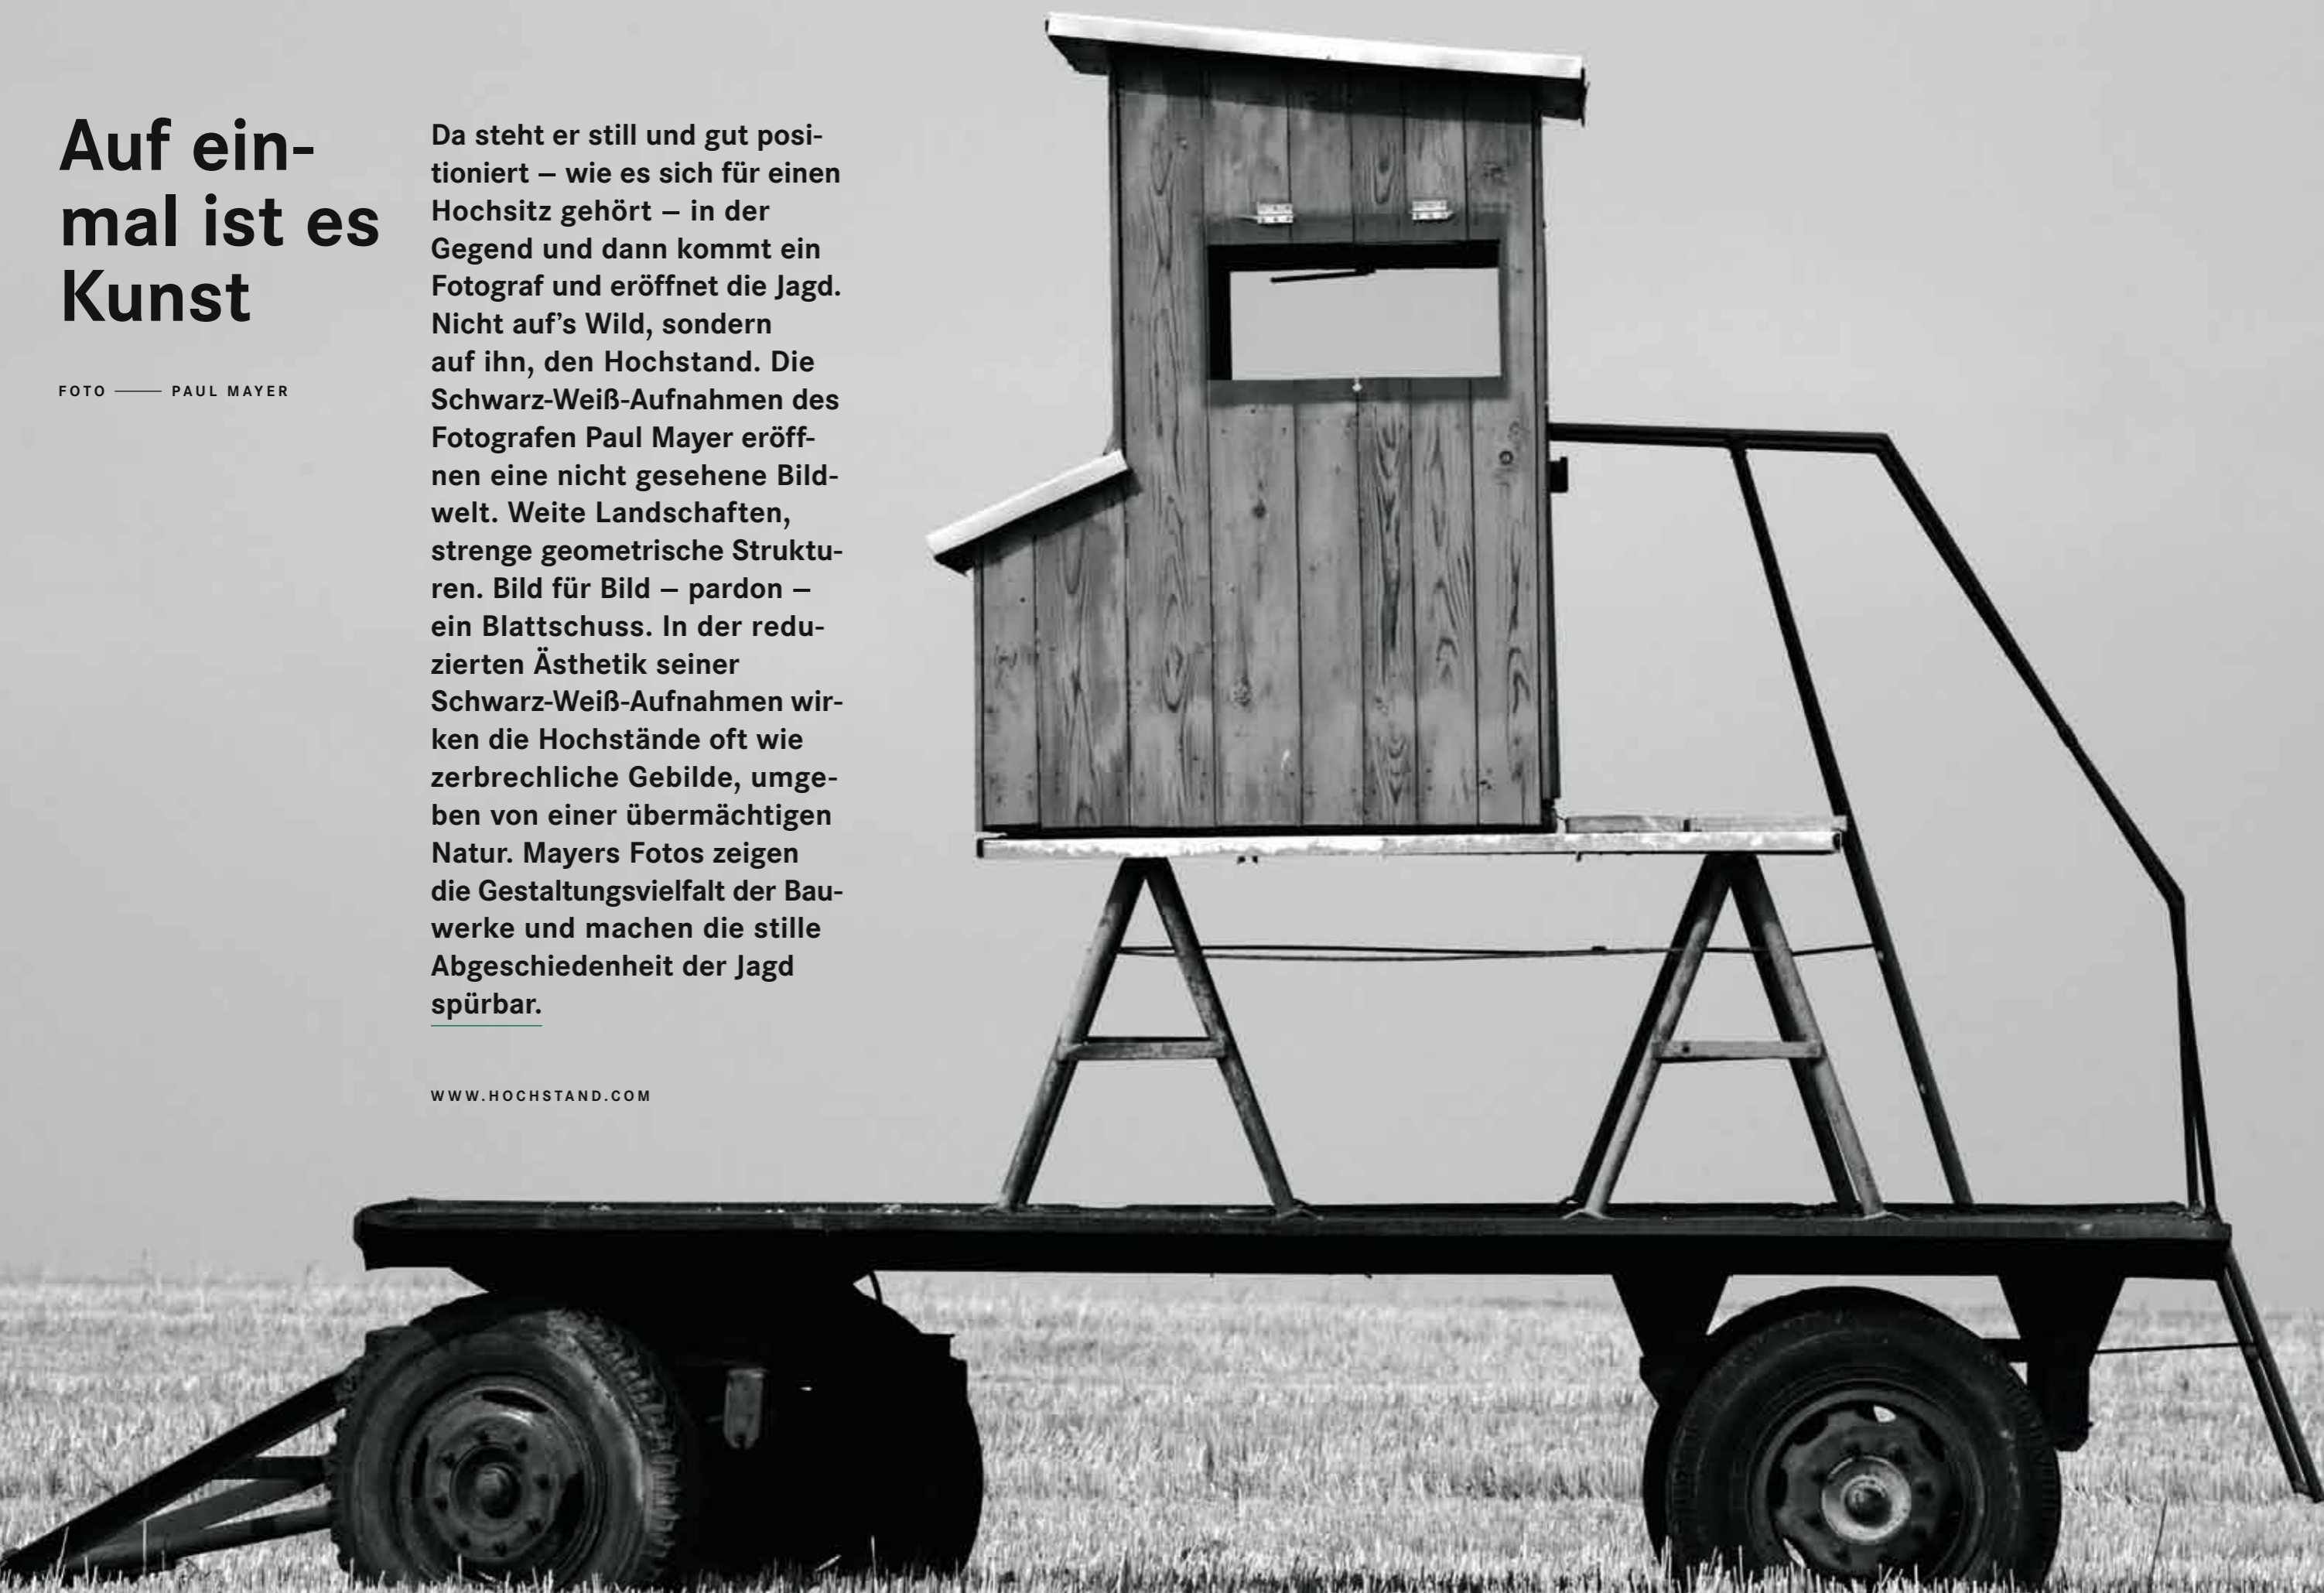 Auf ein-
mal ist es
Kunst
FOTO —— PAUL MAYER
Da steht er still und gut posi-
tioniert – wie es sich für einen
Hochsitz gehört – in der
Gegend und dann kommt ein
Fotograf und eröffnet die Jagd.
Nicht auf’s Wild, sondern
auf ihn, den Hochstand. Die
Schwarz-Weiß-Aufnahmen des
Fotografen Paul Mayer eröff-
nen eine nicht gesehene Bild-
welt. Weite Landschaften,
strenge geometrische Struktu-
ren. Bild für Bild – pardon –
ein Blattschuss. In der redu-
zierten Ästhetik seiner
Schwarz-Weiß-Aufnahmen wir-
ken die Hochstände oft wie
zerbrechliche Gebilde, umge-
ben von einer übermächtigen
Natur. Mayers Fotos zeigen
die Gestaltungsvielfalt der Bau-
werke und machen die stille
Abgeschiedenheit der Jagd
spürbar.
WWW.HOCHSTAND.COM